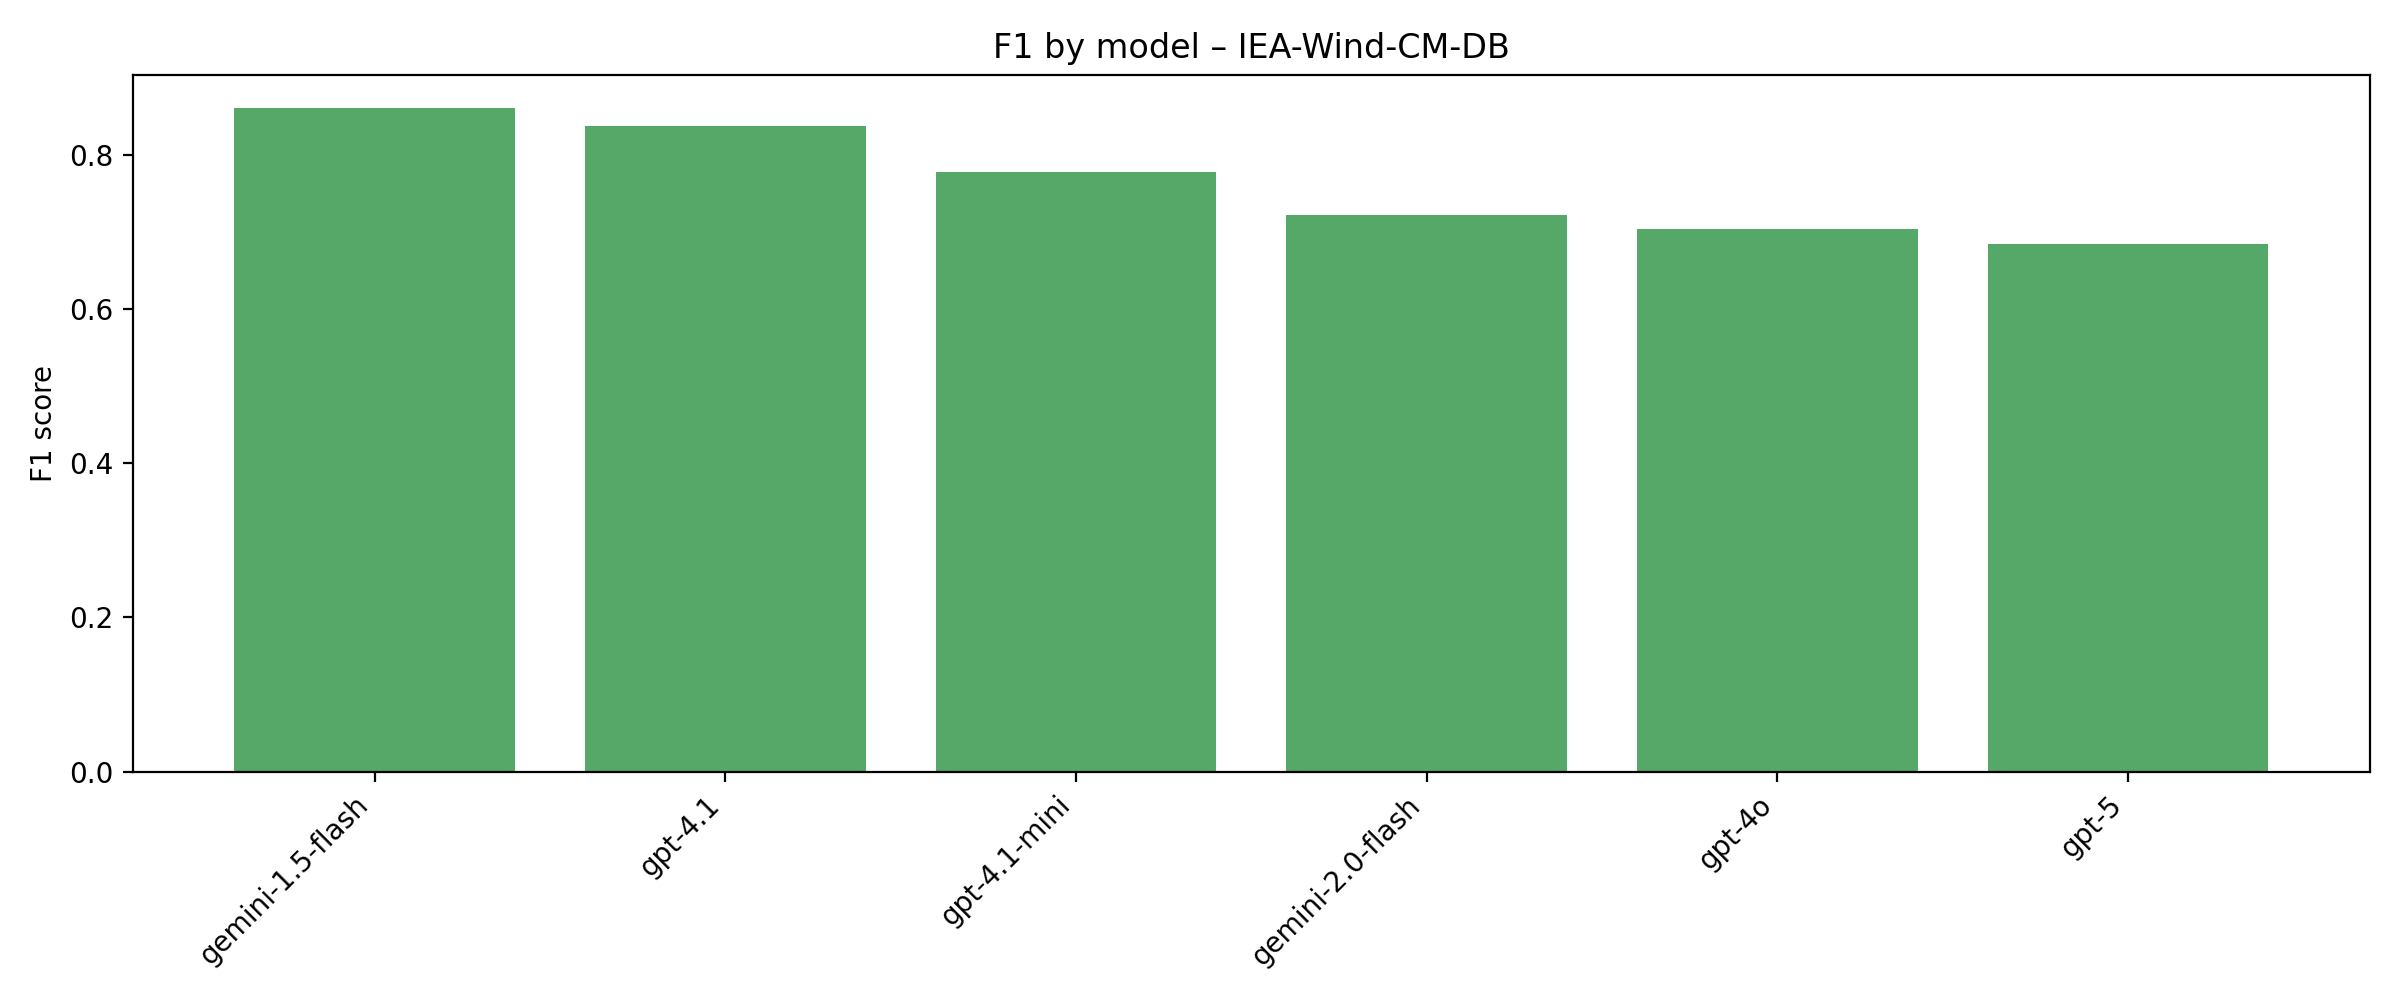 F1 by model – IEA-Wind-CM-DB
F1 score
0.8
0.6
0.4
0.2
0.0
gemini-1.5-flash
gpt-4.1
gpt-4.1-mini
gemini-2.0-flash
gpt-4o
gpt-5